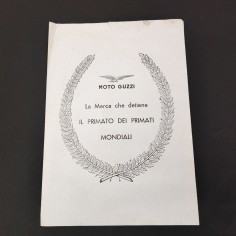 MOTO GUZZI
La Marca che detiene
IL PRIMATO DEI PRIMATI
MONDIALI